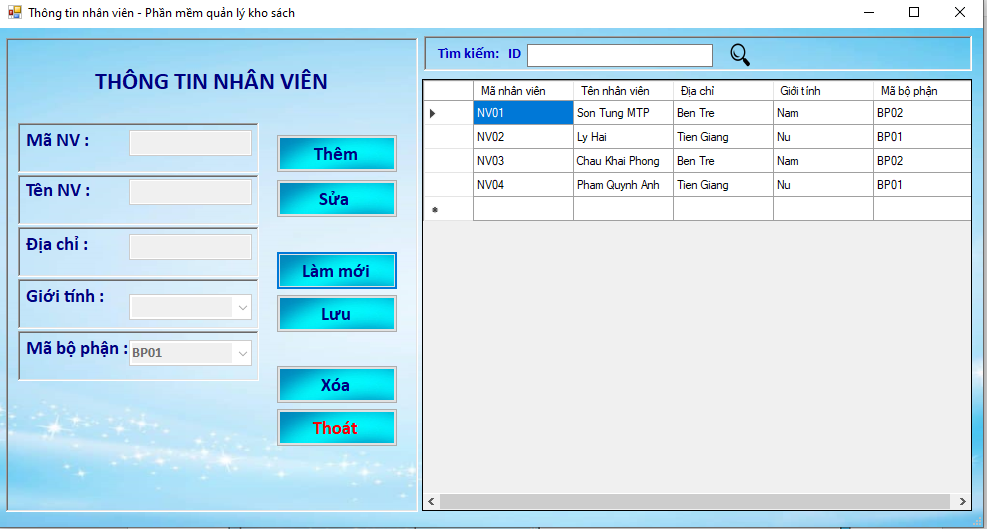 Thông tin nhân viên - Phần mềm quản lý kho sách
THÔNG TIN NHÂN VIÊN
Mã NV :
Tên NV :
Địa chỉ :
Giới tính :
Mã bộ phận : BP01
Thêm
Sửa
Làm mới
Lưu
Xóa
Thoát
Tìm kiếm: ID
Mã nhân viên Tên nhân viên Địa chỉ Giới tính Mã bộ phận
NV01 Son Tung MTP Ben Tre Nam BP02
NV02 Ly Hai Tien Giang Nu BP01
NV03 Chau Khai Phong Ben Tre Nam BP02
NV04 Pham Quynh Anh Tien Giang Nu BP01